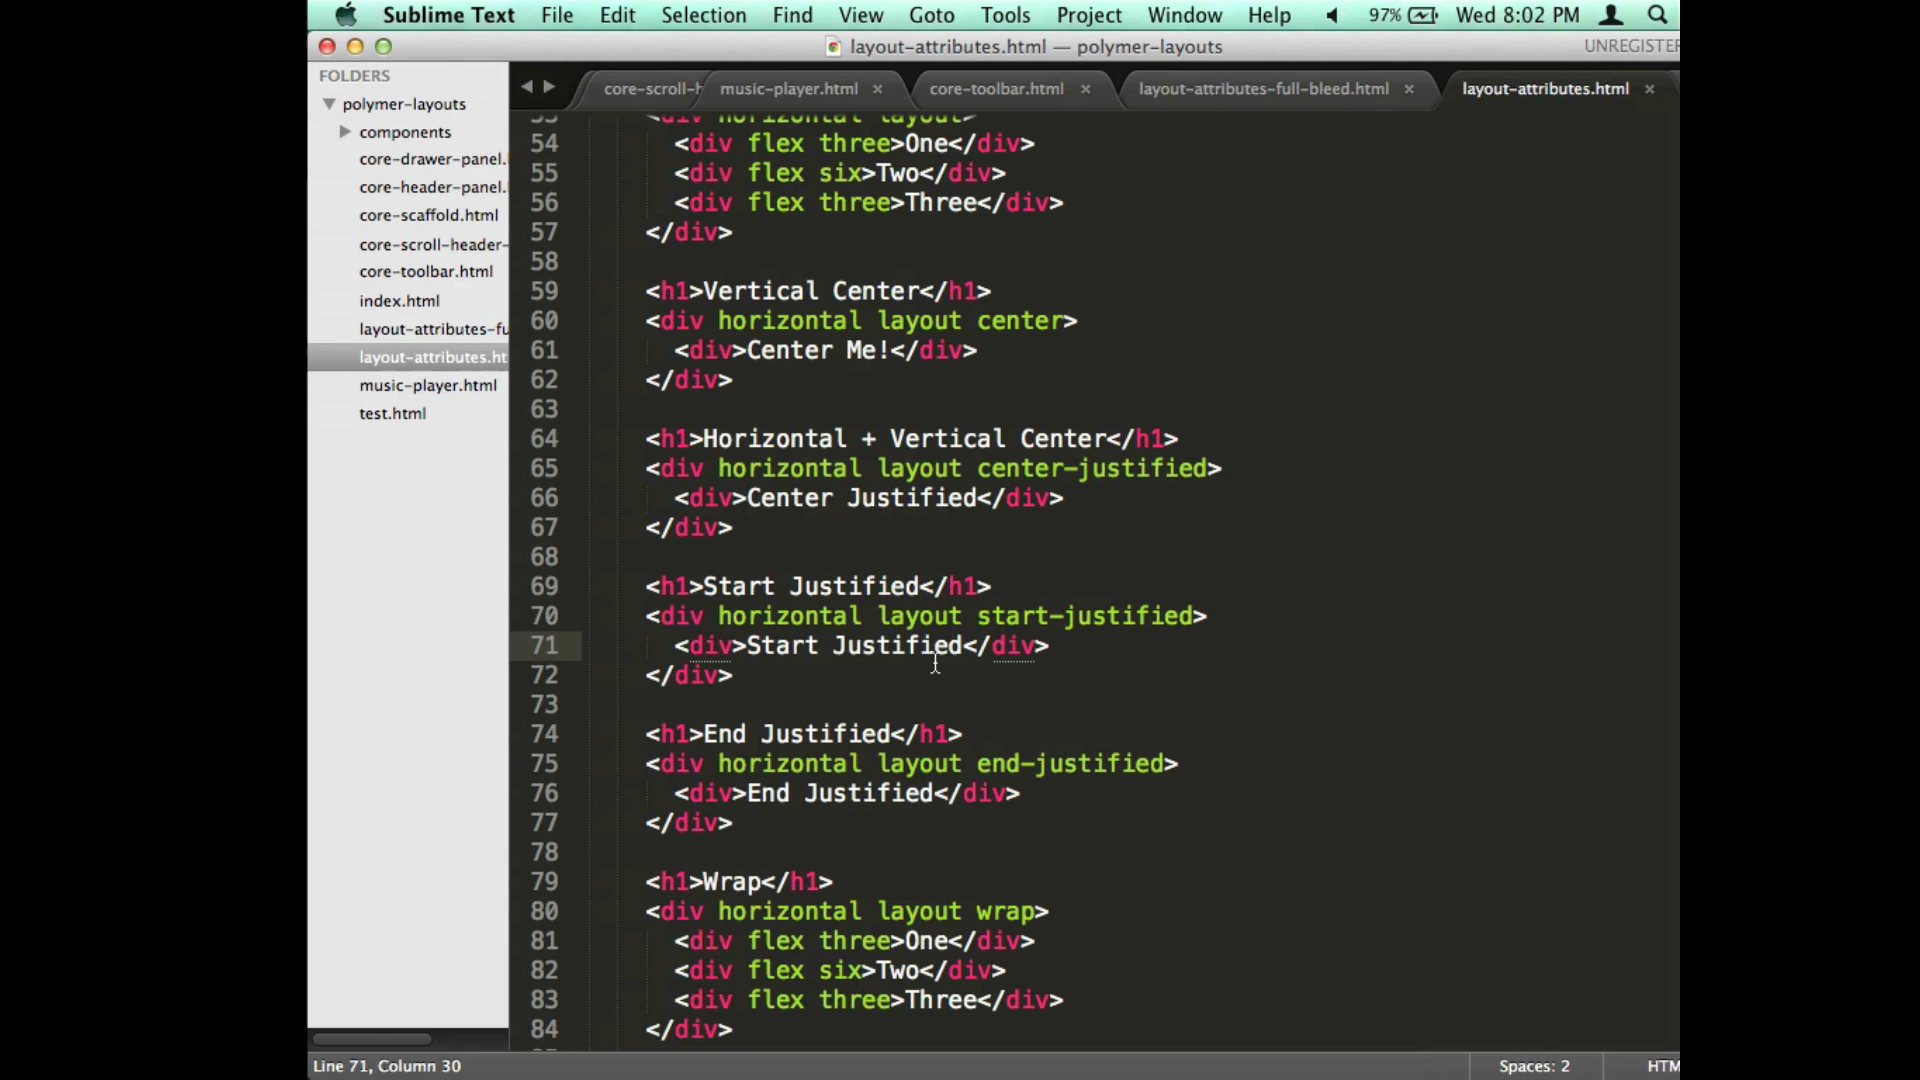 Sublime Text File Edit Selection Find View Goto Tools Project Window Help 97% Wed 8:02 PM
layout-attributes.html — polymer-layouts UNREGISTER
FOLDERS
polymer-layouts
components
core-drawer-panel.
core-header-panel.
core-scaffold.html
core-scroll-header-
core-toolbar.html
index.html
layout-attributes-fu
layout-attributes.ht
music-player.html
test.html
core-scroll-h music-player.html × core-toolbar.html × layout-attributes-full-bleed.html × layout-attributes.html ×
53 <div horizontal layout>
54 <div flex three>One</div>
55 <div flex six>Two</div>
56 <div flex three>Three</div>
57 </div>
58
59 <h1>Vertical Center</h1>
60 <div horizontal layout center>
61 <div>Center Me!</div>
62 </div>
63
64 <h1>Horizontal + Vertical Center</h1>
65 <div horizontal layout center-justified>
66 <div>Center Justified</div>
67 </div>
68
69 <h1>Start Justified</h1>
70 <div horizontal layout start-justified>
71 <div>Start Justified</div>
72 </div>
73
74 <h1>End Justified</h1>
75 <div horizontal layout end-justified>
76 <div>End Justified</div>
77 </div>
78
79 <h1>Wrap</h1>
80 <div horizontal layout wrap>
81 <div flex three>One</div>
82 <div flex six>Two</div>
83 <div flex three>Three</div>
84 </div>
Line 71, Column 30 Spaces: 2 HTM